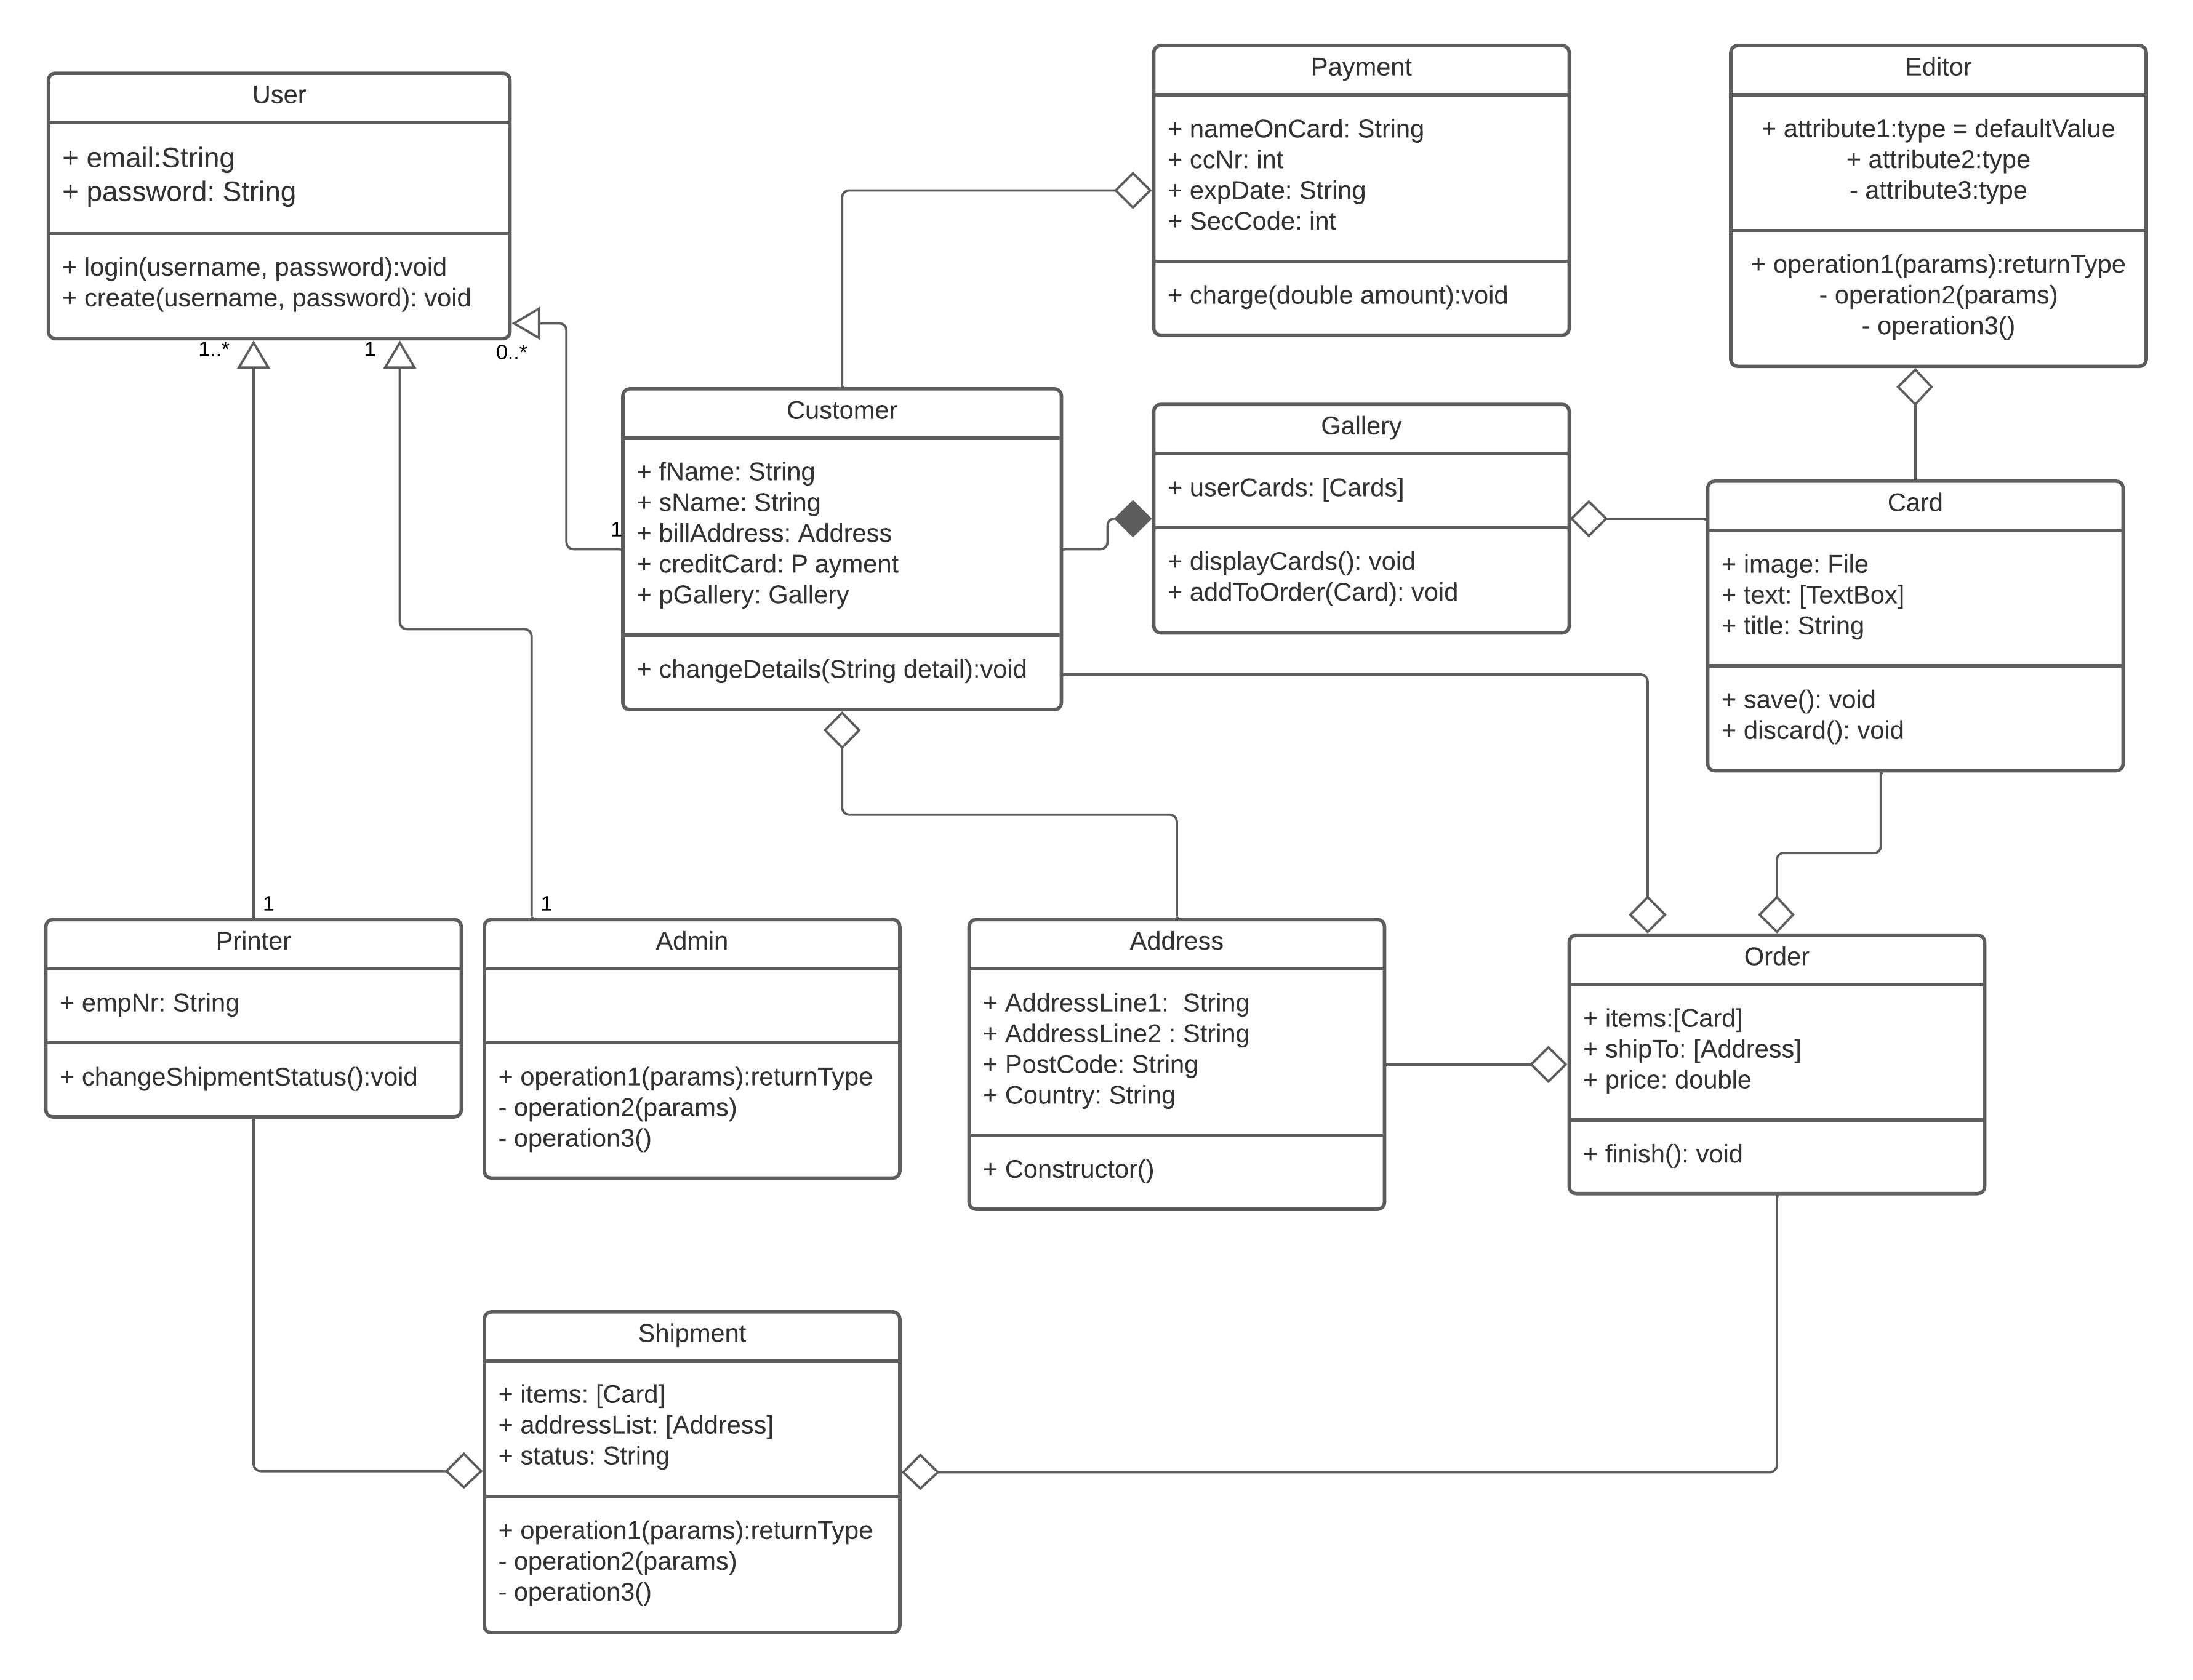 User
+ email:String
+ password: String
+ login(username, password):void
+ create(username, password): void
1..*
1
0..*
Payment
+ nameOnCard: String
+ ccNr: int
+ expDate: String
+ SecCode: int
+ charge(double amount):void
Editor
+ attribute1:type = defaultValue
+ attribute2:type
- attribute3:type
+ operation1(params):returnType
- operation2(params)
- operation3()
Customer
+ fName: String
+ sName: String
+ billAddress: Address
+ creditCard: P ayment
+ pGallery: Gallery
+ changeDetails(String detail):void
1
Gallery
+ userCards: [Cards]
+ displayCards(): void
+ addToOrder(Card): void
Card
+ image: File
+ text: [TextBox]
+ title: String
+ save(): void
+ discard(): void
1
Printer
+ empNr: String
+ changeShipmentStatus():void
1
Admin
+ operation1(params):returnType
- operation2(params)
- operation3()
Address
+ AddressLine1:  String
+ AddressLine2 : String
+ PostCode: String
+ Country: String
+ Constructor()
Order
+ items:[Card]
+ shipTo: [Address]
+ price: double
+ finish(): void
Shipment
+ items: [Card]
+ addressList: [Address]
+ status: String
+ operation1(params):returnType
- operation2(params)
- operation3()